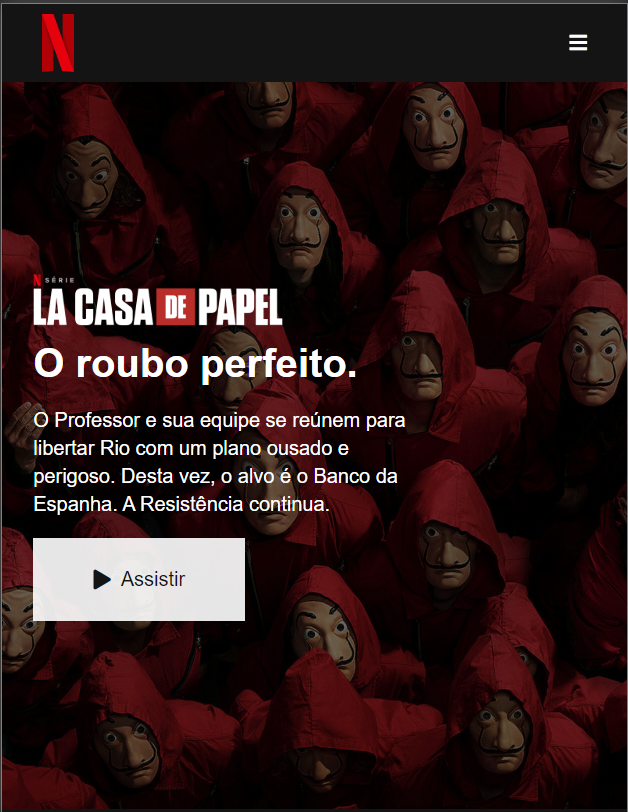 N
N SÉRIE
LA CASA DE PAPEL
O roubo perfeito.
O Professor e sua equipe se reúnem para
libertar Rio com um plano ousado e
perigoso. Desta vez, o alvo é o Banco da
Espanha. A Resistência continua.
Assistir